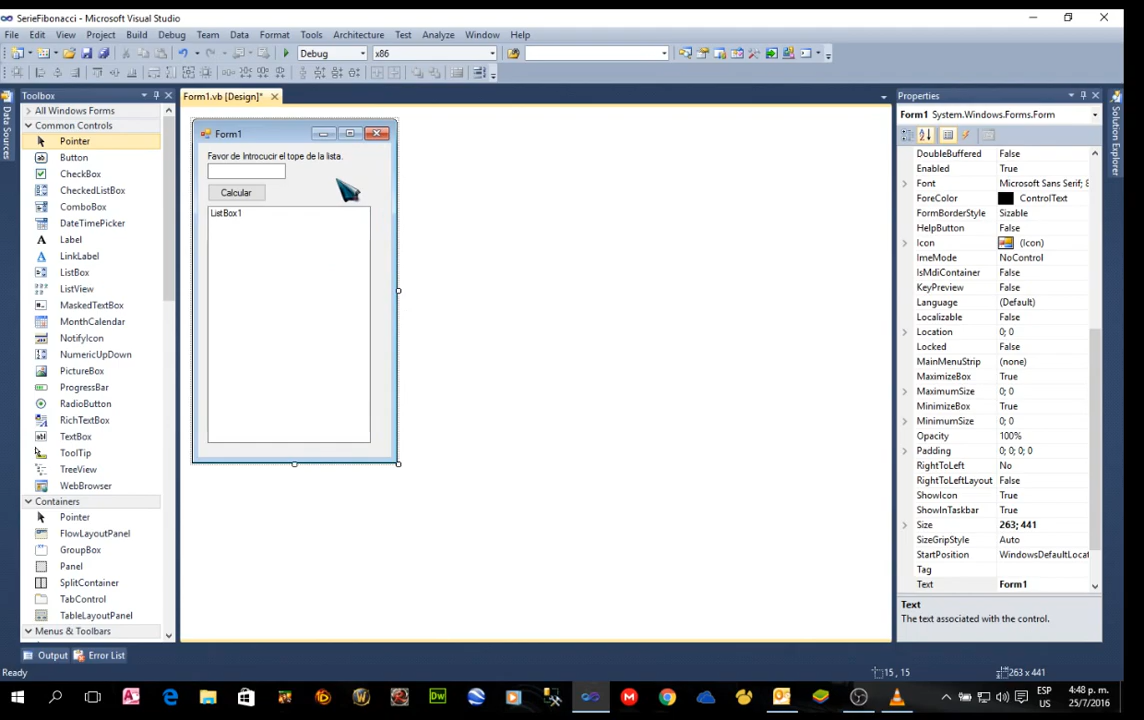 SerieFibonacci - Microsoft Visual Studio
File Edit View Project Build Debug Team Data Format Tools Architecture Test Analyze Window Help
Debug x86
Toolbox
Form1.vb [Design]*
Properties
Data Sources
All Windows Forms
Common Controls
Pointer
Button
CheckBox
CheckedListBox
ComboBox
DateTimePicker
Label
LinkLabel
ListBox
ListView
MaskedTextBox
MonthCalendar
NotifyIcon
NumericUpDown
PictureBox
ProgressBar
RadioButton
RichTextBox
TextBox
ToolTip
TreeView
WebBrowser
Containers
Pointer
FlowLayoutPanel
GroupBox
Panel
SplitContainer
TabControl
TableLayoutPanel
Menus & Toolbars
Form1
Favor de Introcucir el tope de la lista.
Calcular
ListBox1
Form1 System.Windows.Forms.Form
DoubleBuffered False
Enabled True
Font Microsoft Sans Serif; 8
ForeColor ControlText
FormBorderStyle Sizable
HelpButton False
Icon (Icon)
ImeMode NoControl
IsMdiContainer False
KeyPreview False
Language (Default)
Localizable False
Location 0; 0
Locked False
MainMenuStrip (none)
MaximizeBox True
MaximumSize 0; 0
MinimizeBox True
MinimumSize 0; 0
Opacity 100%
Padding 0; 0; 0; 0
RightToLeft No
RightToLeftLayout False
ShowIcon True
ShowInTaskbar True
Size 263; 441
SizeGripStyle Auto
StartPosition WindowsDefaultLocat
Tag
Text Form1
Text
The text associated with the control.
Solution Explorer
Output Error List
Ready 15 , 15 263 x 441
ESP 4:48 p. m.
US 25/7/2016